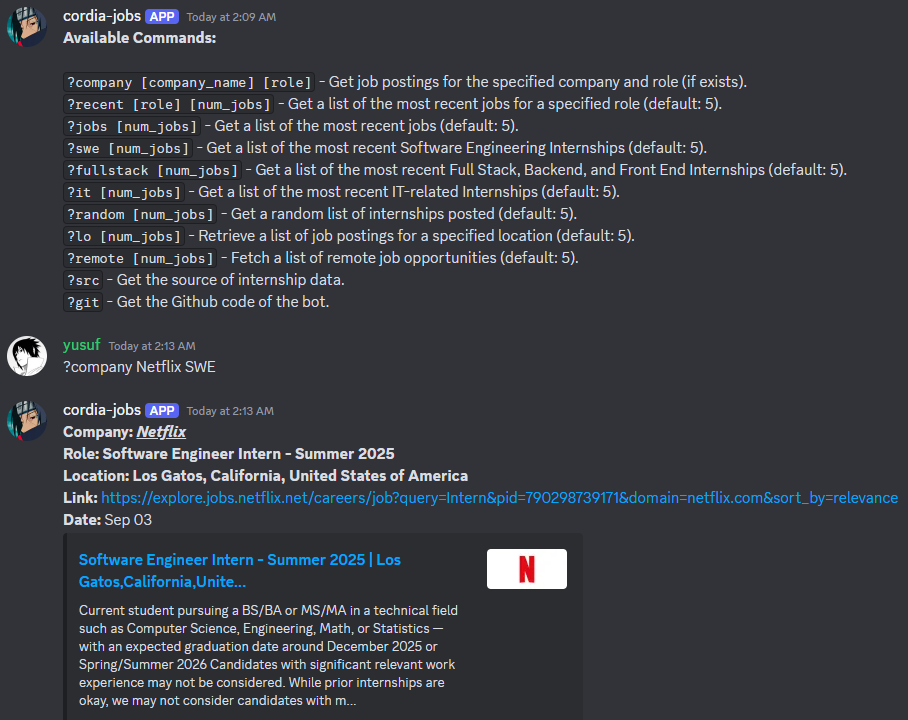 cordia-jobs APP Today at 2:09 AM
Available Commands:
?company [company_name] [role] - Get job postings for the specified company and role (if exists).
?recent [role] [num_jobs] - Get a list of the most recent jobs for a specified role (default: 5).
?jobs [num_jobs] - Get a list of the most recent jobs (default: 5).
?swe [num_jobs] - Get a list of the most recent Software Engineering Internships (default: 5).
?fullstack [num_jobs] - Get a list of the most recent Full Stack, Backend, and Front End Internships (default: 5).
?it [num_jobs] - Get a list of the most recent IT-related Internships (default: 5).
?random [num_jobs] - Get a random list of internships posted (default: 5).
?lo [num_jobs] - Retrieve a list of job postings for a specified location (default: 5).
?remote [num_jobs] - Fetch a list of remote job opportunities (default: 5).
?src - Get the source of internship data.
?git - Get the Github code of the bot.
yusuf Today at 2:13 AM
?company Netflix SWE
cordia-jobs APP Today at 2:13 AM
Company: Netflix
Role: Software Engineer Intern - Summer 2025
Location: Los Gatos, California, United States of America
Link: https://explore.jobs.netflix.net/careers/job?query=Intern&pid=790298739171&domain=netflix.com&sort_by=relevance
Date: Sep 03
Software Engineer Intern - Summer 2025 | Los
Gatos,California,Unite...
N
Current student pursuing a BS/BA or MS/MA in a technical field
such as Computer Science, Engineering, Math, or Statistics —
with an expected graduation date around December 2025 or
Spring/Summer 2026 Candidates with significant relevant work
experience may not be considered. While prior internships are
okay, we may not consider candidates with m...